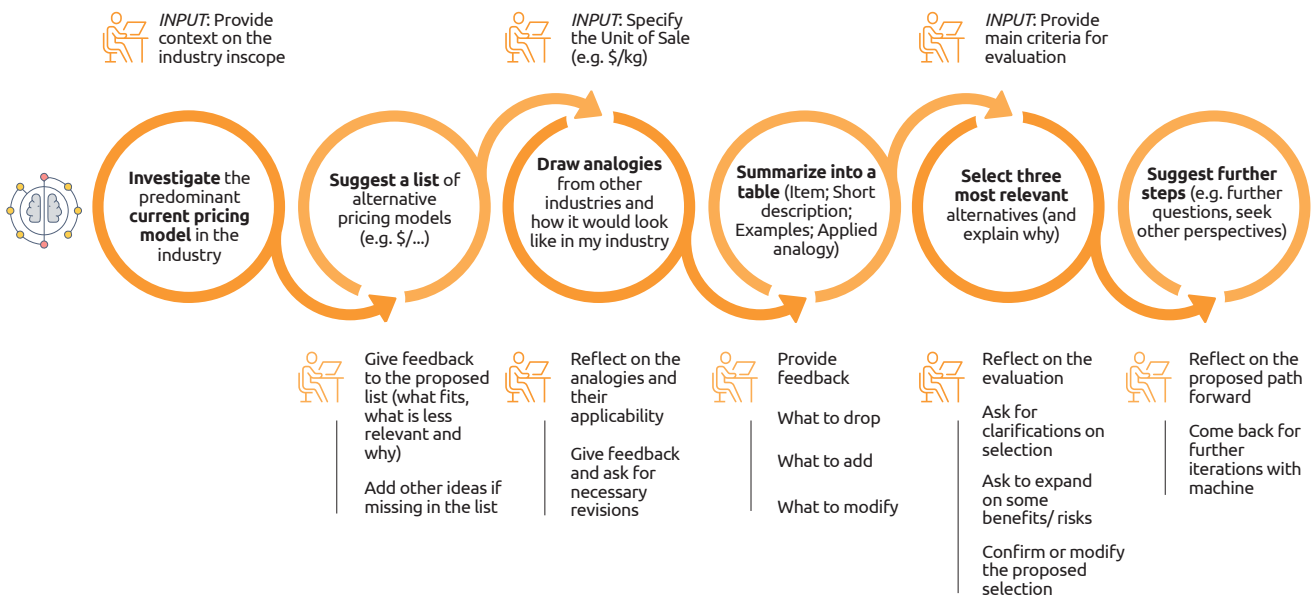 INPUT: Provide
context on the
industry inscope
INPUT: Specify
the Unit of Sale
(e.g. $/kg)
INPUT: Provide
main criteria for
evaluation
Investigate the
predominant
current pricing
model in the
industry
Suggest a list of
alternative
pricing models
(e.g. $/...)
Draw analogies
from other
industries and
how it would look
like in my industry
Summarize into a
table (Item; Short
description;
Examples; Applied
analogy)
Select three
most relevant
alternatives (and
explain why)
Suggest further
steps (e.g. further
questions, seek
other perspectives)
Give feedback
to the proposed
list (what fits,
what is less
relevant and
why)
Add other ideas if
missing in the list
Reflect on the
analogies and
their
applicability
Give feedback
and ask for
necessary
revisions
Provide
feedback
What to drop
What to add
What to modify
Reflect on the
evaluation
Ask for
clarifications on
selection
Ask to expand
on some
benefits/ risks
Confirm or modify
the proposed
selection
Reflect on the
proposed path
forward
Come back for
further
iterations with
machine